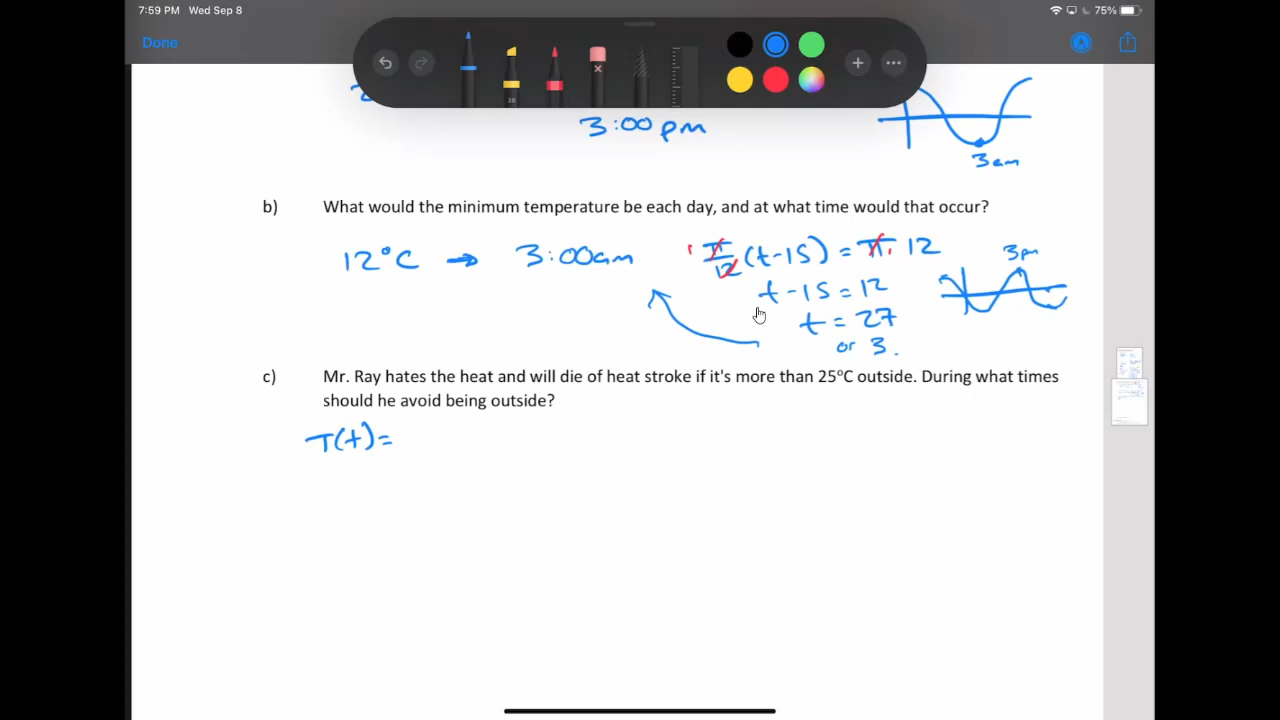 7:59 PM Wed Sep 8
75%
Done
3:00 pm
3am
b) What would the minimum temperature be each day, and at what time would that occur?
12°C → 3:00am
π/12 (t-15) = π · 12
t-15 = 12
t = 27
or 3.
3pm
c) Mr. Ray hates the heat and will die of heat stroke if it's more than 25°C outside. During what times
should he avoid being outside?
T(t)=